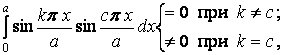 ∫₀ᵃ sin(kπx/a) sin(cπx/a) dx { = 0 при k ≠ c;
≠ 0 при k = c,